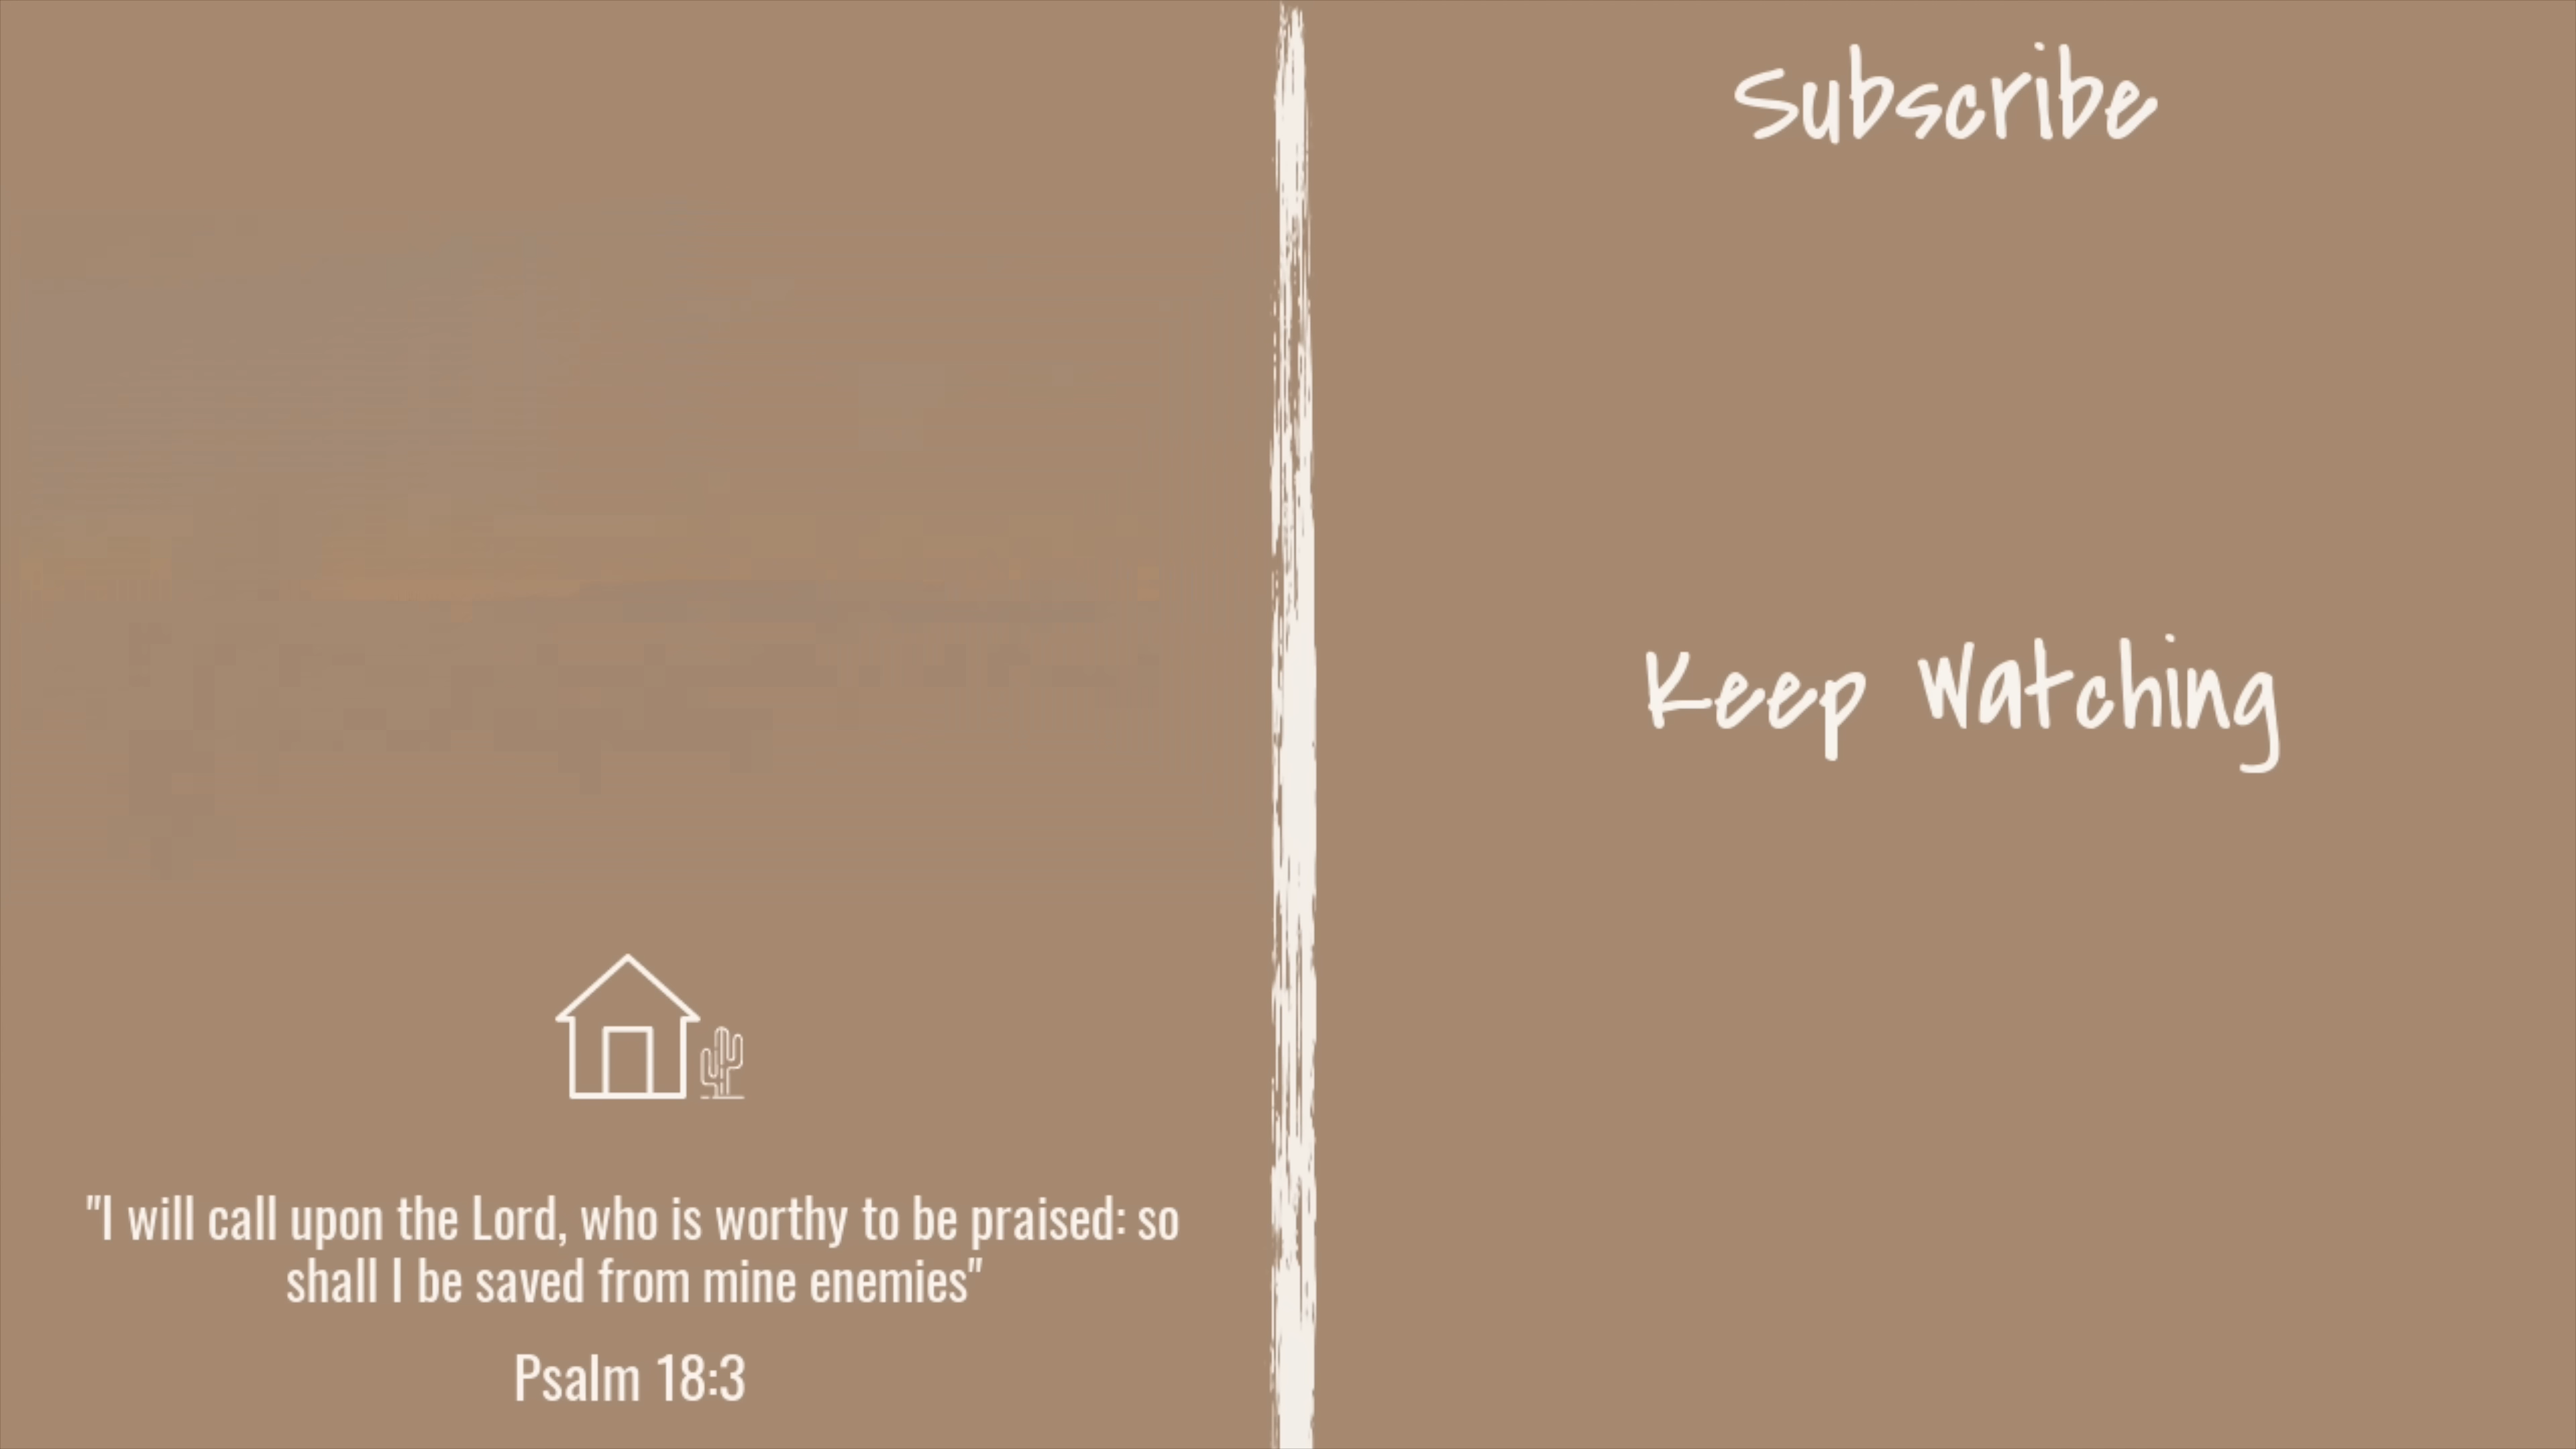 Subscribe
Keep Watching
"I will call upon the Lord, who is worthy to be praised: so
shall I be saved from mine enemies"
Psalm 18:3